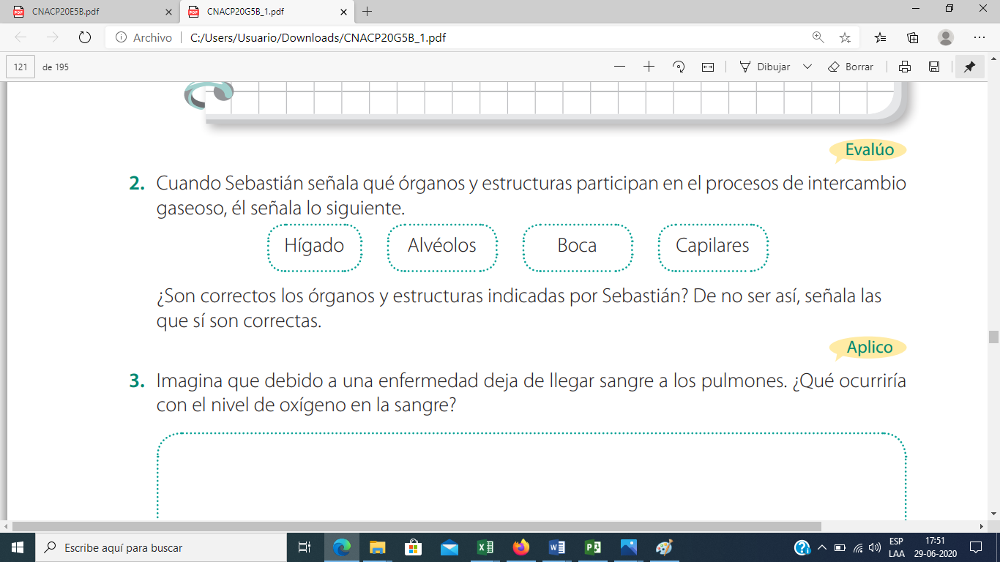 CNACP20E5B.pdf
CNACP20G5B_1.pdf
Archivo
C:/Users/Usuario/Downloads/CNACP20G5B_1.pdf
121
de 195
Dibujar
Borrar
Evalúo
2. Cuando Sebastián señala qué órganos y estructuras participan en el procesos de intercambio
gaseoso, él señala lo siguiente.
Hígado
Alvéolos
Boca
Capilares
¿Son correctos los órganos y estructuras indicadas por Sebastián? De no ser así, señala las
que sí son correctas.
Aplico
3. Imagina que debido a una enfermedad deja de llegar sangre a los pulmones. ¿Qué ocurriría
con el nivel de oxígeno en la sangre?
Escribe aquí para buscar
ESP
LAA
17:51
29-06-2020